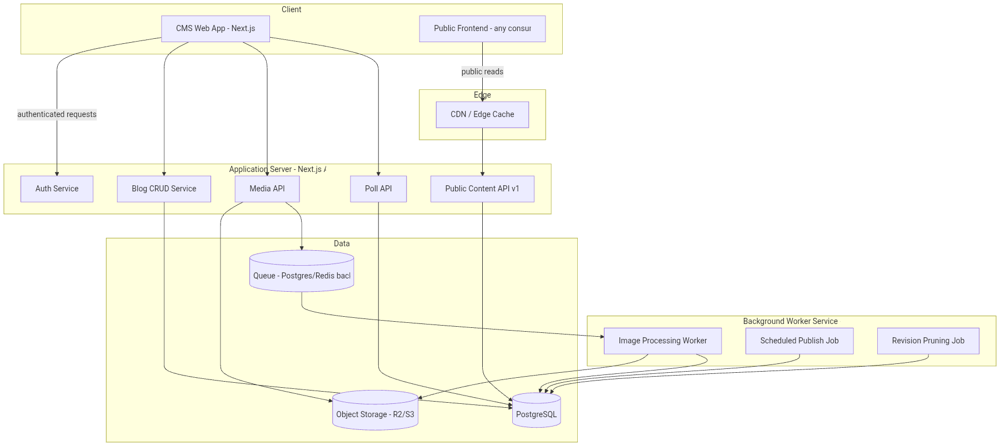 Client
CMS Web App - Next.js
Public Frontend - any consur
public reads
Edge
authenticated requests
CDN / Edge Cache
Application Server - Next.js A
Auth Service
Blog CRUD Service
Media API
Poll API
Public Content API v1
Data
Queue - Postgres/Redis bacl
Background Worker Service
Image Processing Worker
Scheduled Publish Job
Revision Pruning Job
Object Storage - R2/S3
PostgreSQL